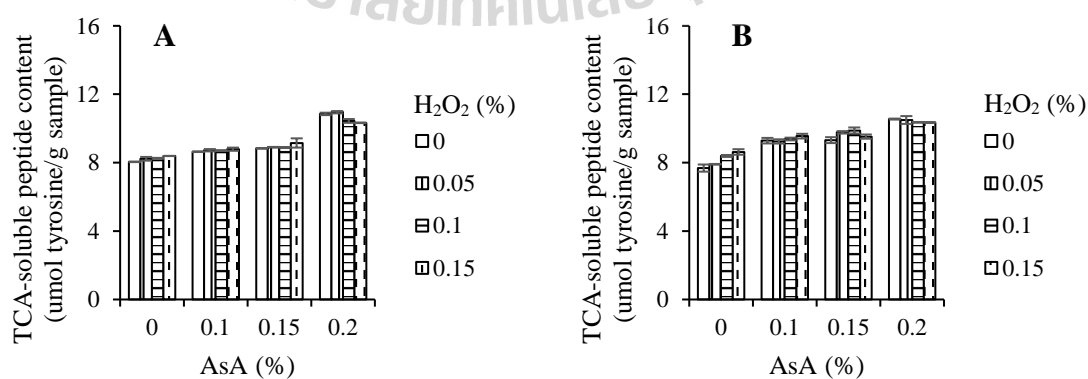 A
TCA-soluble peptide content
(umol tyrosine/g sample)
16
12
8
4
0
0 0.1 0.15 0.2
AsA (%)
H₂O₂ (%)
0
0.05
0.1
0.15
B
TCA-soluble peptide content
(umol tyrosine/g sample)
16
12
8
4
0
0 0.1 0.15 0.2
AsA (%)
H₂O₂ (%)
0
0.05
0.1
0.15